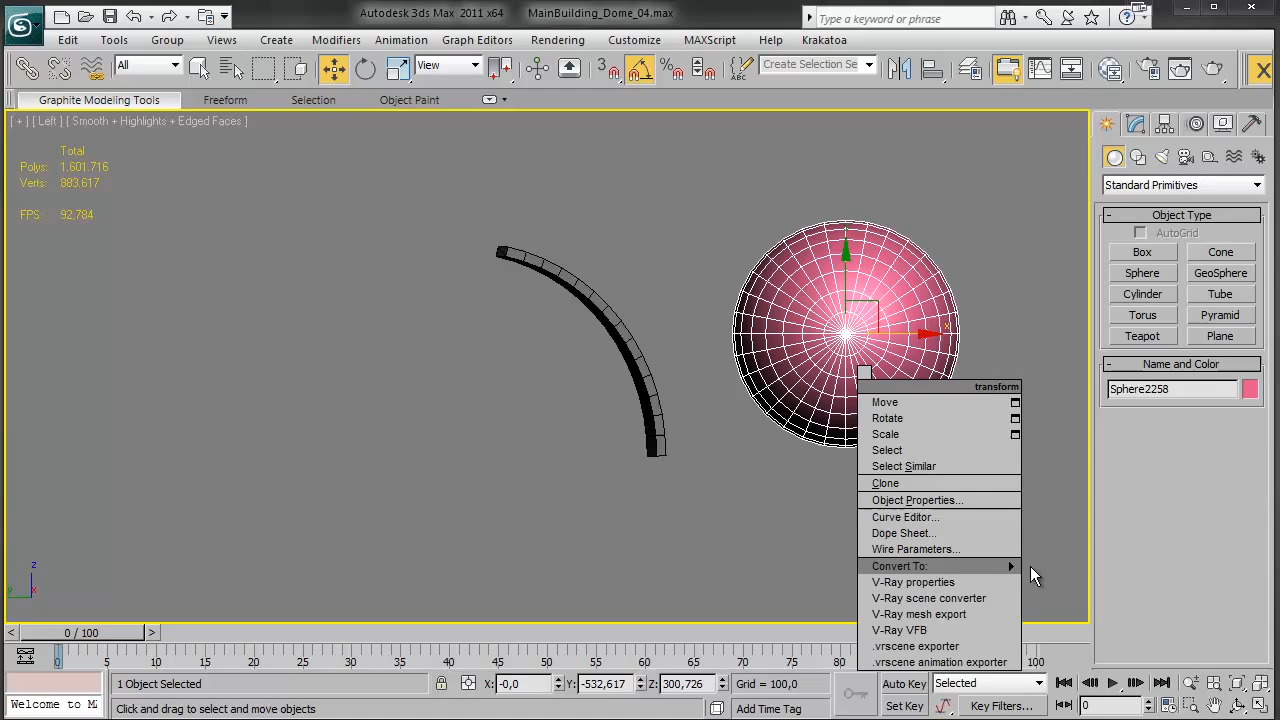 Autodesk 3ds Max 2011 x64 MainBuilding_Dome_04.max
Type a keyword or phrase
Edit Tools Group Views Create Modifiers Animation Graph Editors Rendering Customize MAXScript Help Krakatoa
All View Create Selection Se
Graphite Modeling Tools Freeform Selection Object Paint
[ + ] [ Left ] [ Smooth + Highlights + Edged Faces ]
Total
Polys: 1.601.716
Verts: 883.617
FPS: 92,784
Standard Primitives
Object Type
AutoGrid
Box Cone
Sphere GeoSphere
Cylinder Tube
Torus Pyramid
Teapot Plane
Name and Color
Sphere2258
x
transform
Move
Rotate
Scale
Select
Select Similar
Clone
Object Properties...
Curve Editor...
Dope Sheet...
Wire Parameters...
Convert To:
V-Ray properties
V-Ray scene converter
V-Ray mesh export
V-Ray VFB
.vrscene exporter
.vrscene animation exporter
z
y x
< 0 / 100 >
0 5 10 15 20 25 30 35 40 45 50 55 60 65 70 75 80 100
1 Object Selected X: -0,0 Y: -532,617 Z: 300,726 Grid = 100,0 Auto Key Selected
Welcome to MA Click and drag to select and move objects Add Time Tag Set Key Key Filters... 0